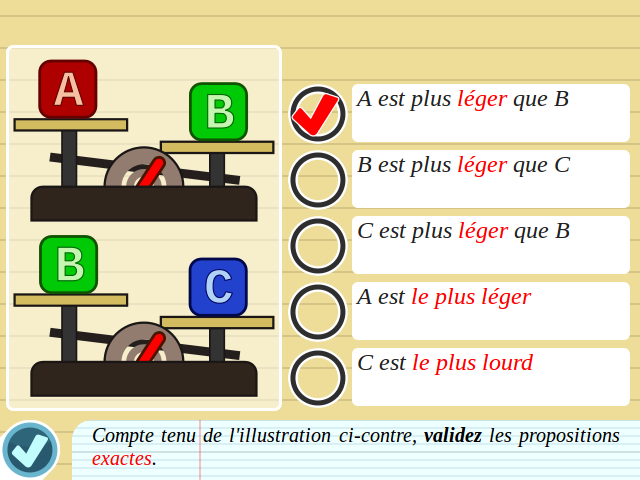 A
B
B
C
A est plus léger que B
B est plus léger que C
C est plus léger que B
A est le plus léger
C est le plus lourd
Compte tenu de l'illustration ci-contre, validez les propositions
exactes.